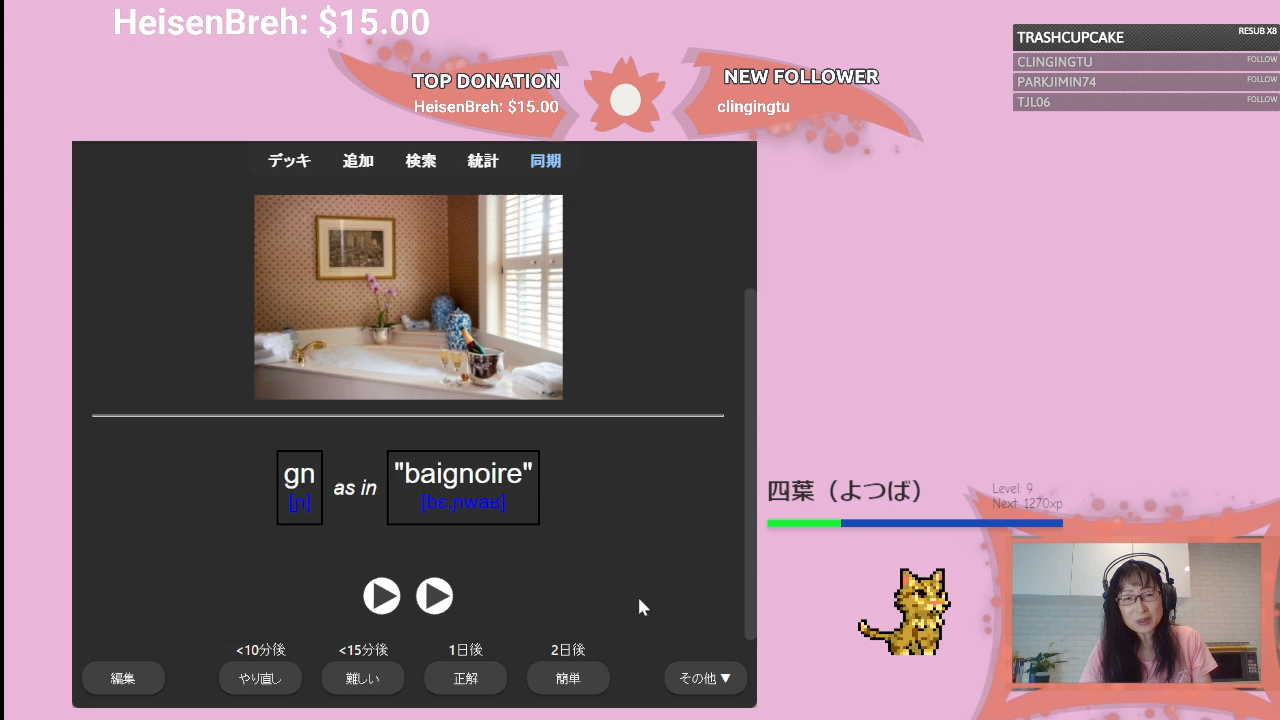 HeisenBreh: $15.00
TOP DONATION
HeisenBreh: $15.00
NEW FOLLOWER
clingingtu
TRASHCUPCAKE RESUB X8
CLINGINGTU FOLLOW
PARKJIMIN74 FOLLOW
TJL06 FOLLOW
デッキ 追加 検索 統計 同期
gn as in "baignoire"
[ɲ] [bɛ.ɲwaʁ]
四葉（よつば）
Level: 9
Next: 1270xp
<10分後 <15分後 1日後 2日後
編集 やり直し 難しい 正解 簡単 その他 ▼